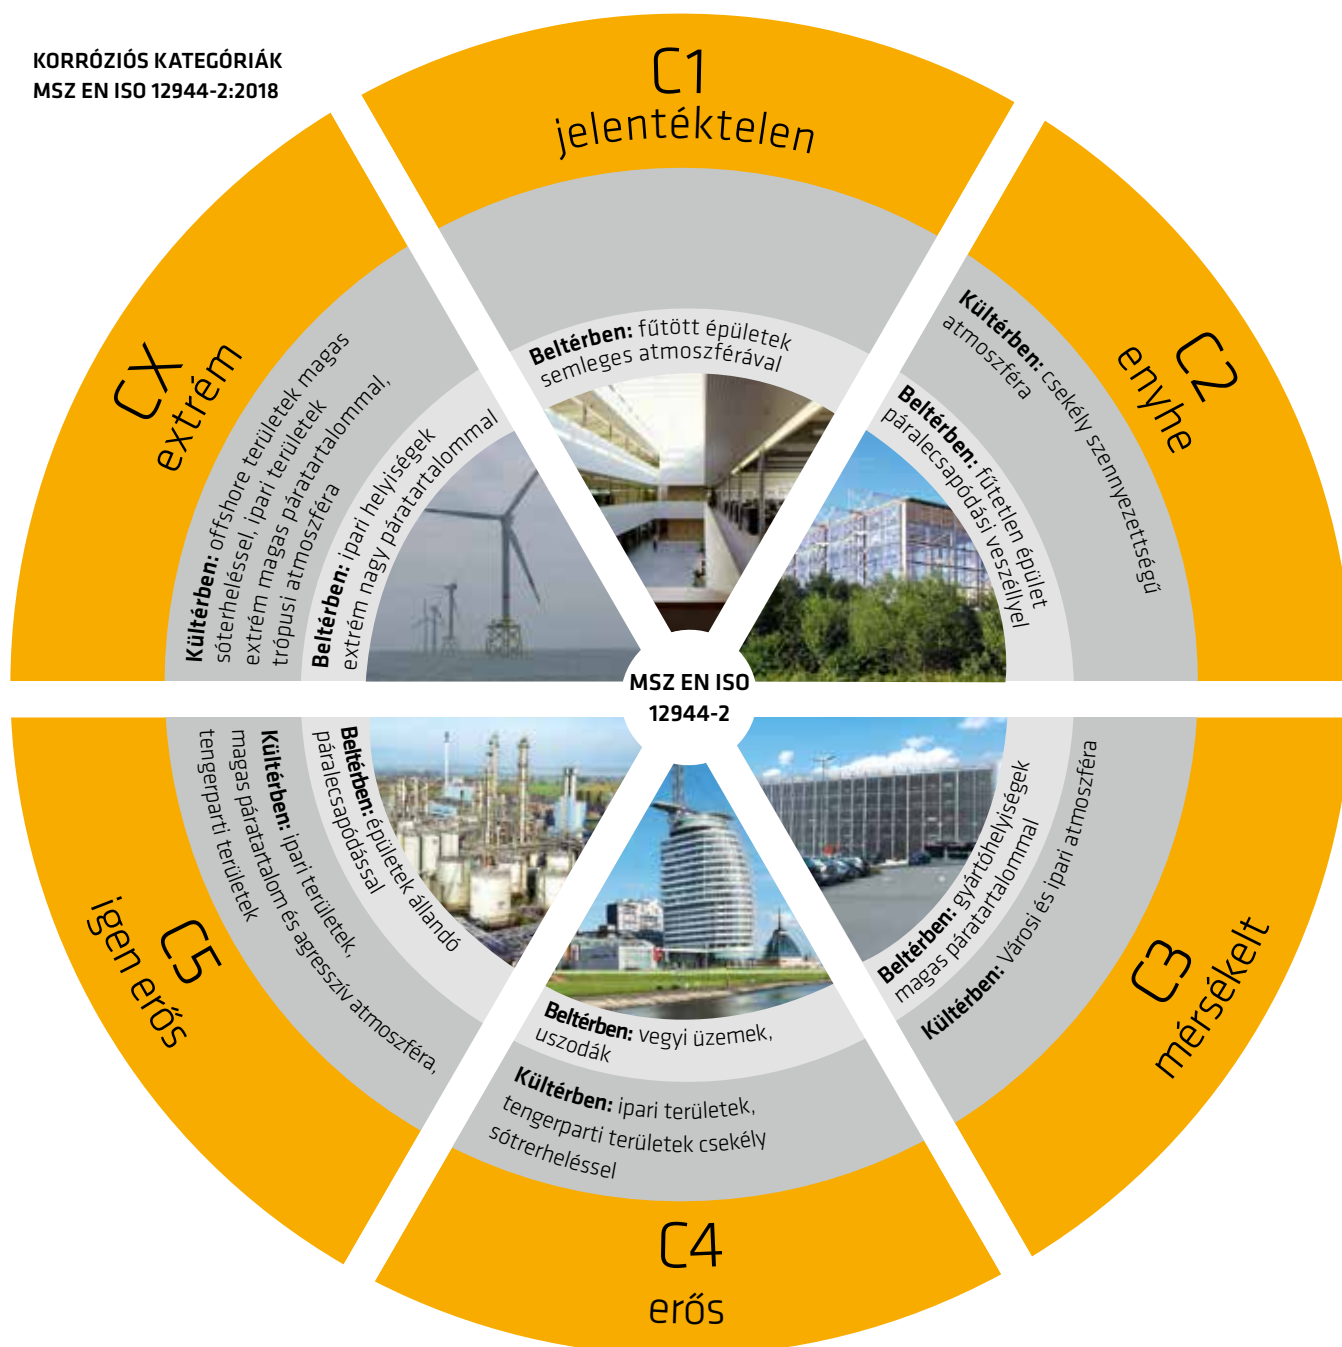 KORRÓZIÓS KATEGÓRIÁK
MSZ EN ISO 12944-2:2018
C1
jelentéktelen
Beltérben: fűtött épületek
semleges atmoszférával
C2
enyhe
Kültérben: csekély szennyezettségű
atmoszféra
Beltérben: fűtetlen épület
páralecsapódási veszéllyel
C3
mérsékelt
Beltérben: gyártóhelyiségek
magas páratartalommal
Kültérben: Városi és ipari atmoszféra
C4
erős
Beltérben: vegyi üzemek,
uszodák
Kültérben: ipari területek,
tengerparti területek csekély
sótrerheléssel
C5
igen erős
Beltérben: épületek állandó
páralecsapódással
Kültérben: ipari területek,
magas páratartalom és agresszív atmoszféra,
tengerparti területek
CX
extrém
Kültérben: offshore területek magas
sóterheléssel, ipari területek
extrém magas páratartalommal,
trópusi atmoszféra
Beltérben: ipari helyiségek
extrém nagy páratartalommal
MSZ EN ISO
12944-2